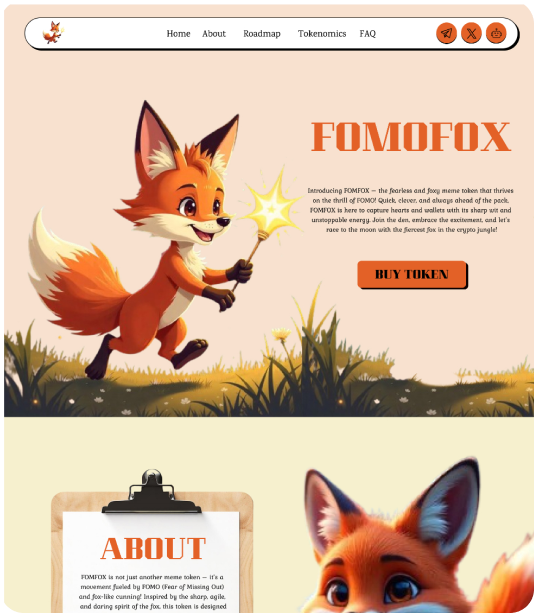 Home About Roadmap Tokenomics FAQ
FOMOFOX
Introducing FOMFOX — the fearless and foxy meme token that thrives
on the thrill of FOMO! Quick, clever, and always ahead of the pack,
FOMFOX is here to capture hearts and wallets with its sharp wit and
unstoppable energy. Join the den, embrace the excitement, and let's
race to the moon with the fiercest fox in the crypto jungle!
BUY TOKEN
ABOUT
FOMFOX is not just another meme token — it's a
movement fueled by FOMO (Fear of Missing Out)
and fox-like cunning! Inspired by the sharp, agile,
and daring spirit of the fox, this token is designed